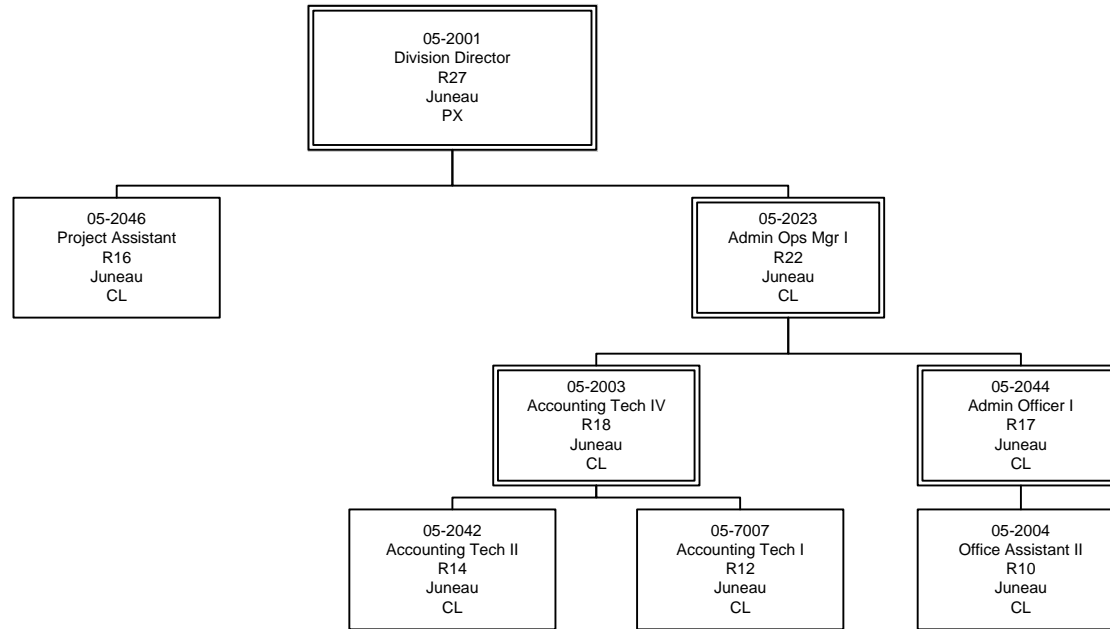 05-2001
Division Director
R27
Juneau
PX
05-2046
Project Assistant
R16
Juneau
CL
05-2023
Admin Ops Mgr I
R22
Juneau
CL
05-2003
Accounting Tech IV
R18
Juneau
CL
05-2044
Admin Officer I
R17
Juneau
CL
05-2042
Accounting Tech II
R14
Juneau
CL
05-7007
Accounting Tech I
R12
Juneau
CL
05-2004
Office Assistant II
R10
Juneau
CL